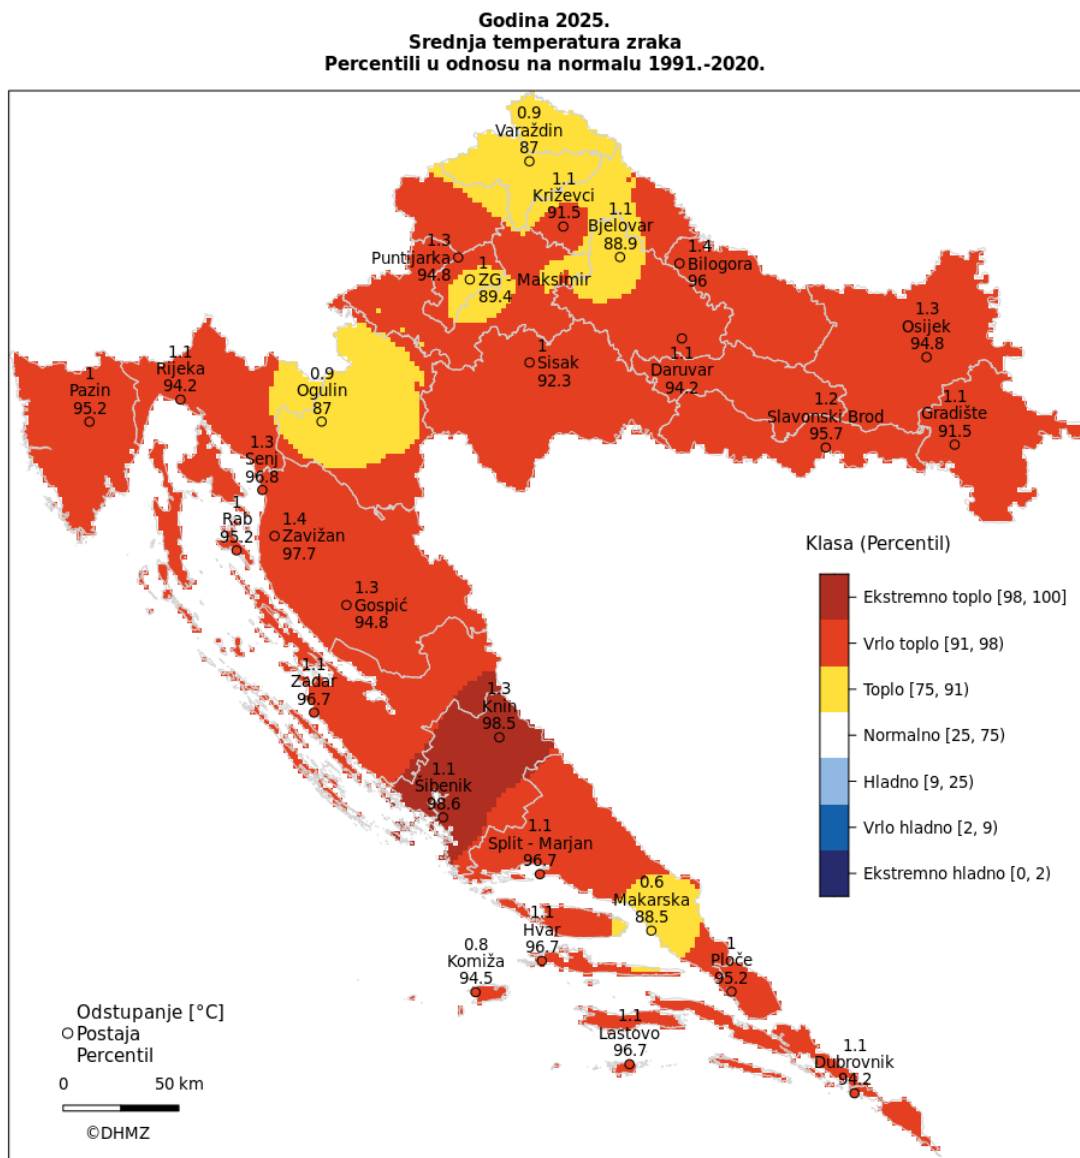 Godina 2025.
Srednja temperatura zraka
Percentili u odnosu na normalu 1991.-2020.
0.9
Varaždin
87
1.1
Križevci
91.5
1.1
Bjelovar
88.9
1.3
Puntijarka
94.8
1
ZG - Maksimir
89.4
1.4
Bilogora
96
1.3
Osijek
94.8
1.1
Rijeka
94.2
1
Pazin
95.2
0.9
Ogulin
87
1
Sisak
92.3
1.1
Daruvar
94.2
1.2
Slavonski Brod
95.7
1.1
Gradište
91.5
1.3
Senj
96.8
1
Rab
95.2
1.4
Zavižan
97.7
1.3
Gospić
94.8
1.1
Zadar
96.7
1.3
Knin
98.5
1.1
Šibenik
98.6
1.1
Split - Marjan
96.7
0.6
Makarska
88.5
1.1
Hvar
96.7
0.8
Komiža
94.5
1
Ploče
95.2
1.1
Lastovo
96.7
1.1
Dubrovnik
94.2
Klasa (Percentil)
Ekstremno toplo [98, 100]
Vrlo toplo [91, 98)
Toplo [75, 91)
Normalno [25, 75)
Hladno [9, 25)
Vrlo hladno [2, 9)
Ekstremno hladno [0, 2)
Odstupanje [°C]
Postaja
Percentil
0 50 km
©DHMZ